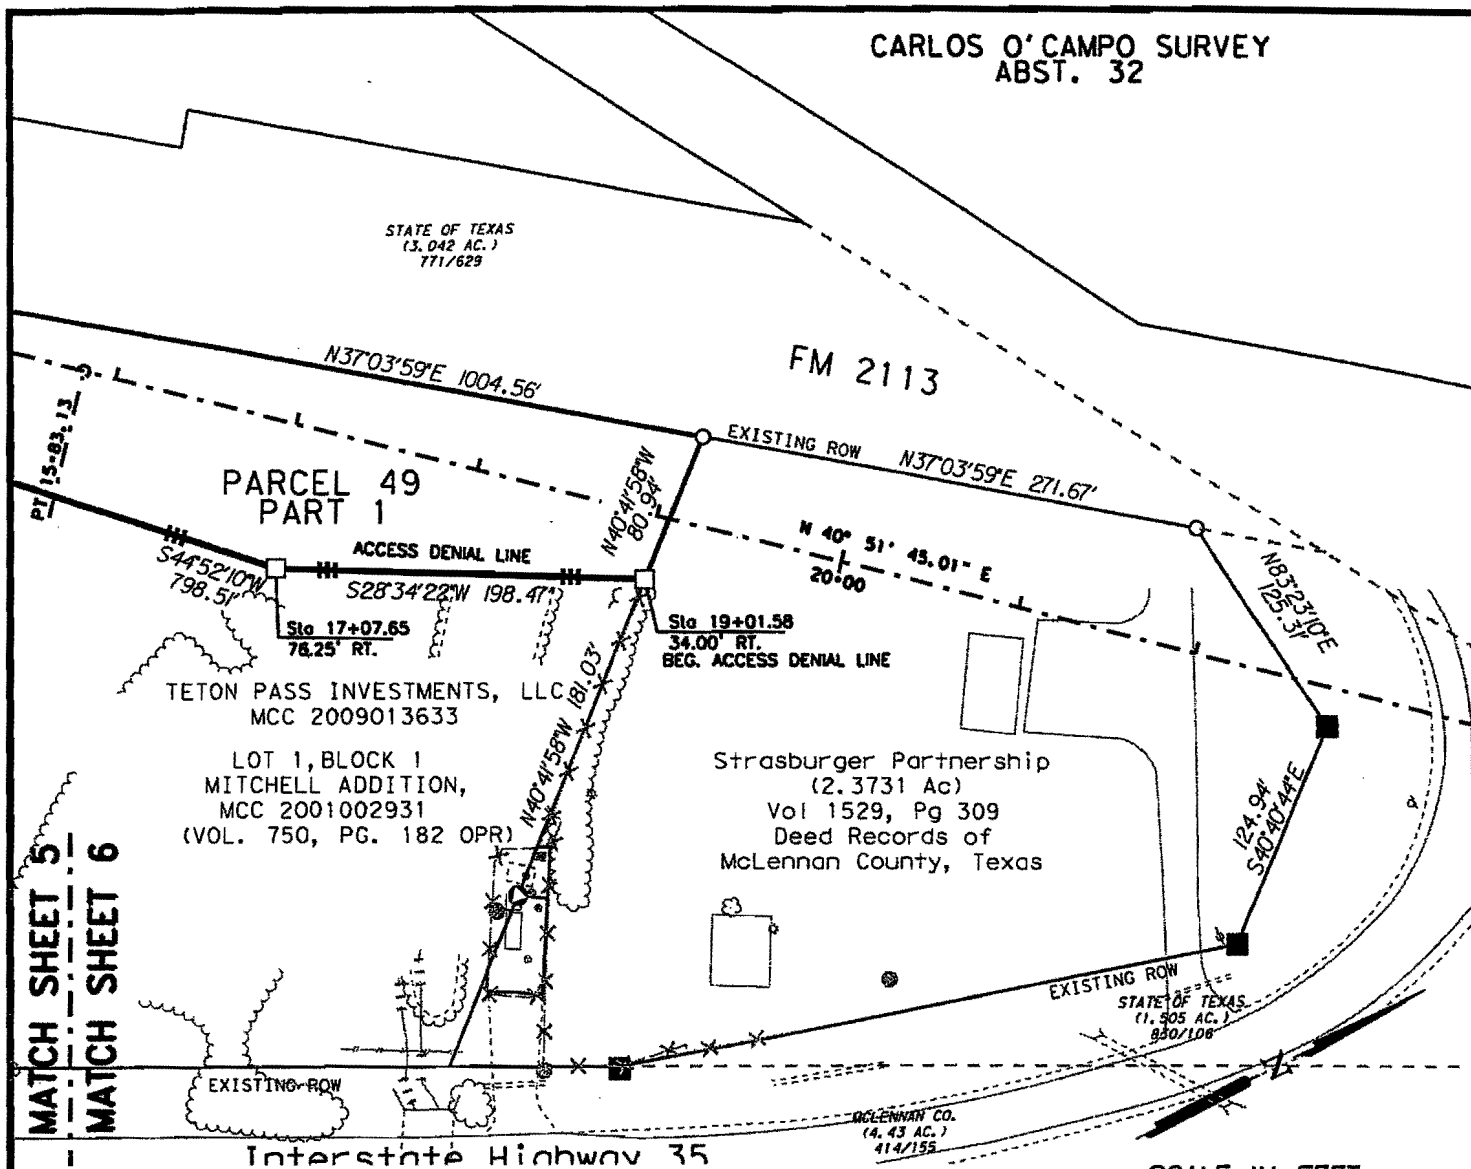 CARLOS O'CAMPO SURVEY
ABST. 32
STATE OF TEXAS
(3.042 AC.)
771/629
N37°03'59"E 1004.56'
FM 2113
EXISTING ROW
N37°03'59"E 271.67'
PT 15+83.13
PARCEL 49
PART 1
N40°41'58"W
80.94'
N 40° 51' 45.01" E
20+00
ACCESS DENIAL LINE
S44°52'10"W
798.51'
S28°34'22"W 198.47'
N83°23'10"E
125.31'
Sta 17+07.65
76.25' RT.
Sta 19+01.58
34.00' RT.
BEG. ACCESS DENIAL LINE
TETON PASS INVESTMENTS, LLC
MCC 2009013633
N40°41'58"W 181.03'
LOT 1, BLOCK 1
MITCHELL ADDITION,
MCC 2001002931
(VOL. 750, PG. 182 OPR)
Strasburger Partnership
(2.3731 Ac)
Vol 1529, Pg 309
Deed Records of
McLennan County, Texas
124.94'
S40°40'44"E
MATCH SHEET 5
MATCH SHEET 6
EXISTING ROW
STATE OF TEXAS
(1.505 AC.)
830/106
EXISTING ROW
MCLENNAN CO.
(4.43 AC.)
414/155
Interstate Highway 35